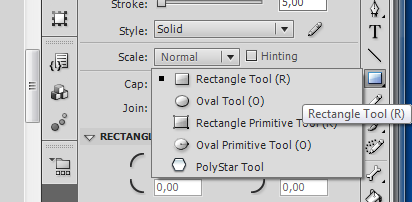 Stroke: 5,00
Style: Solid
Scale: Normal Hinting
Cap:
Join:
Rectangle Tool (R)
Oval Tool (O)
Rectangle Primitive Tool (R)
Oval Primitive Tool (O)
PolyStar Tool
Rectangle Tool (R)
RECTANG
0,00 0,00
T